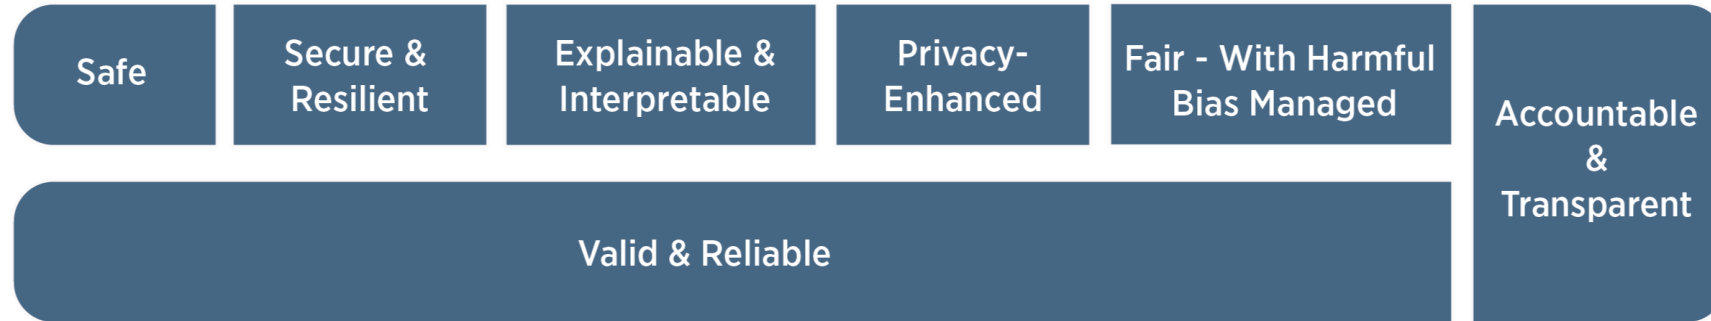 Safe
Secure &
Resilient
Explainable &
Interpretable
Privacy-
Enhanced
Fair - With Harmful
Bias Managed
Accountable
&
Transparent
Valid & Reliable